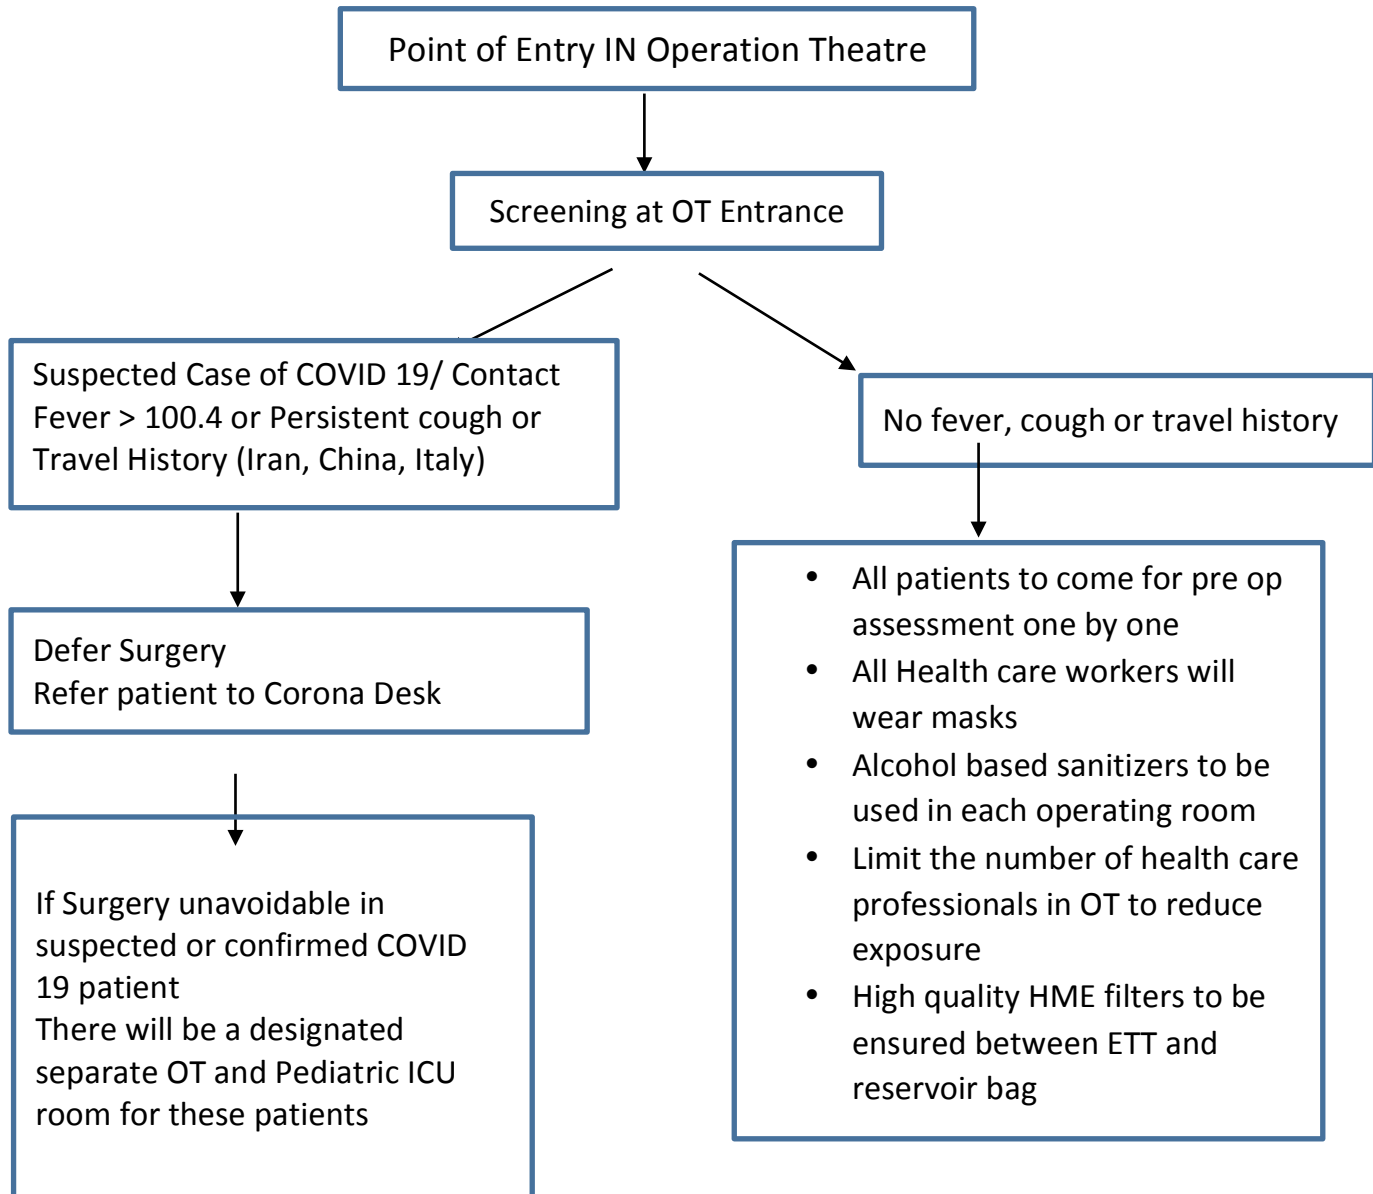 Point of Entry IN Operation Theatre
Screening at OT Entrance
Suspected Case of COVID 19/ Contact
Fever > 100.4 or Persistent cough or
Travel History (Iran, China, Italy)
No fever, cough or travel history
Defer Surgery
Refer patient to Corona Desk
If Surgery unavoidable in
suspected or confirmed COVID
19 patient
There will be a designated
separate OT and Pediatric ICU
room for these patients
• All patients to come for pre op
assessment one by one
• All Health care workers will
wear masks
• Alcohol based sanitizers to be
used in each operating room
• Limit the number of health care
professionals in OT to reduce
exposure
• High quality HME filters to be
ensured between ETT and
reservoir bag